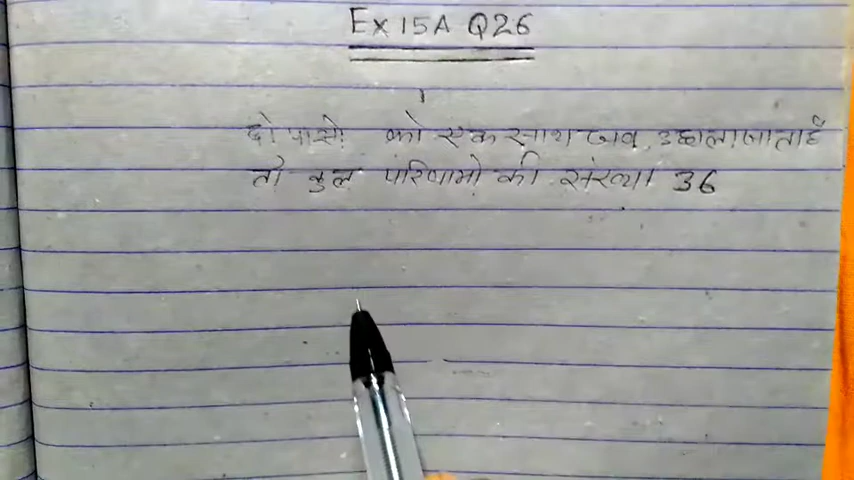 Ex 15A Q26
दो पासो को एक साथ जब उछाला जाता है
तो कुल परिणामो की संख्या 36